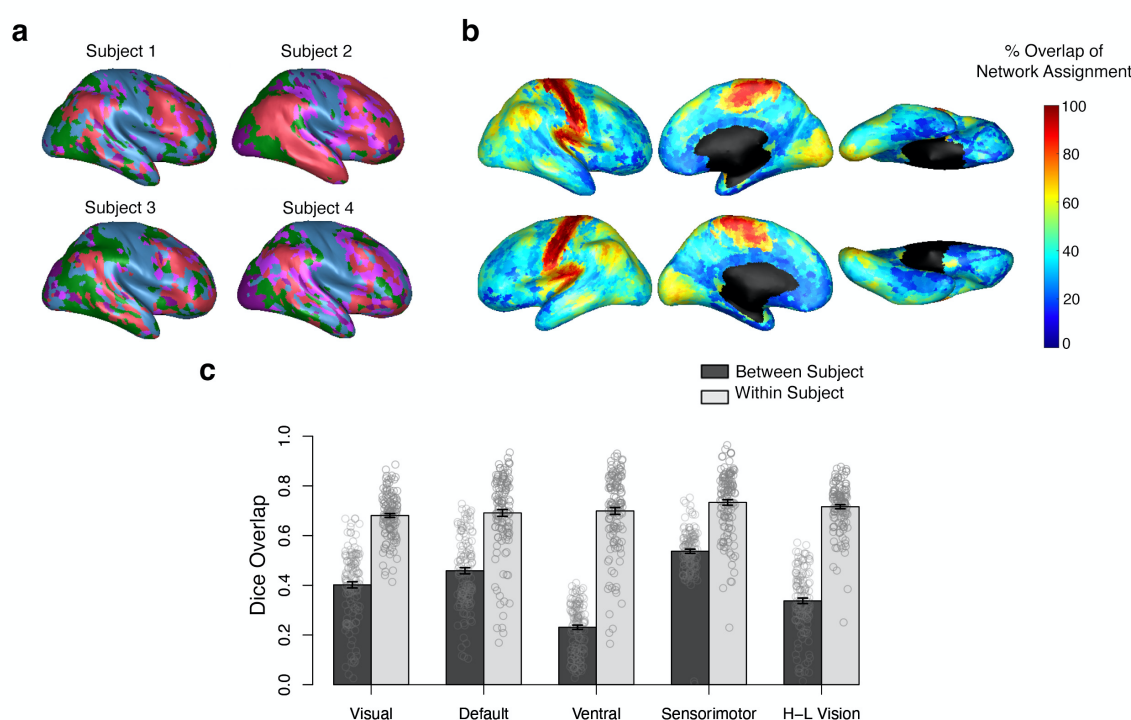 a
Subject 1
Subject 2
Subject 3
Subject 4
b
% Overlap of
Network Assignment
100
80
60
40
20
0
c
Between Subject
Within Subject
Dice Overlap
1.0
0.8
0.6
0.4
0.2
0.0
Visual
Default
Ventral
Sensorimotor
H–L Vision